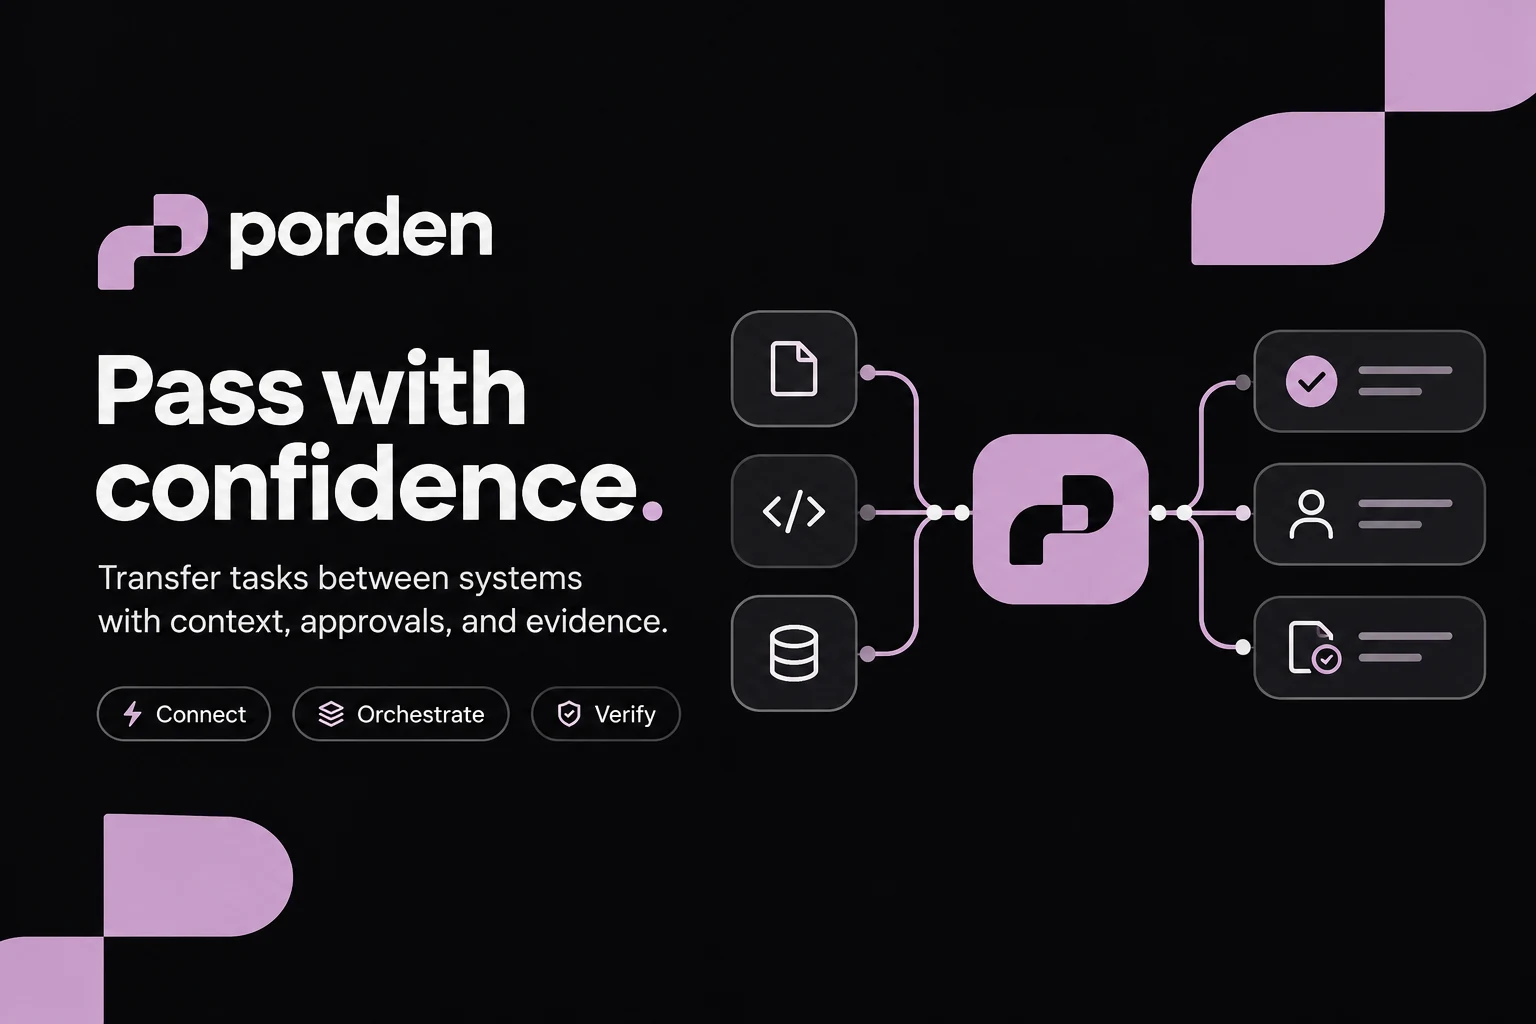 porden
Pass with
confidence.
Transfer tasks between systems
with context, approvals, and evidence.
Connect
Orchestrate
Verify